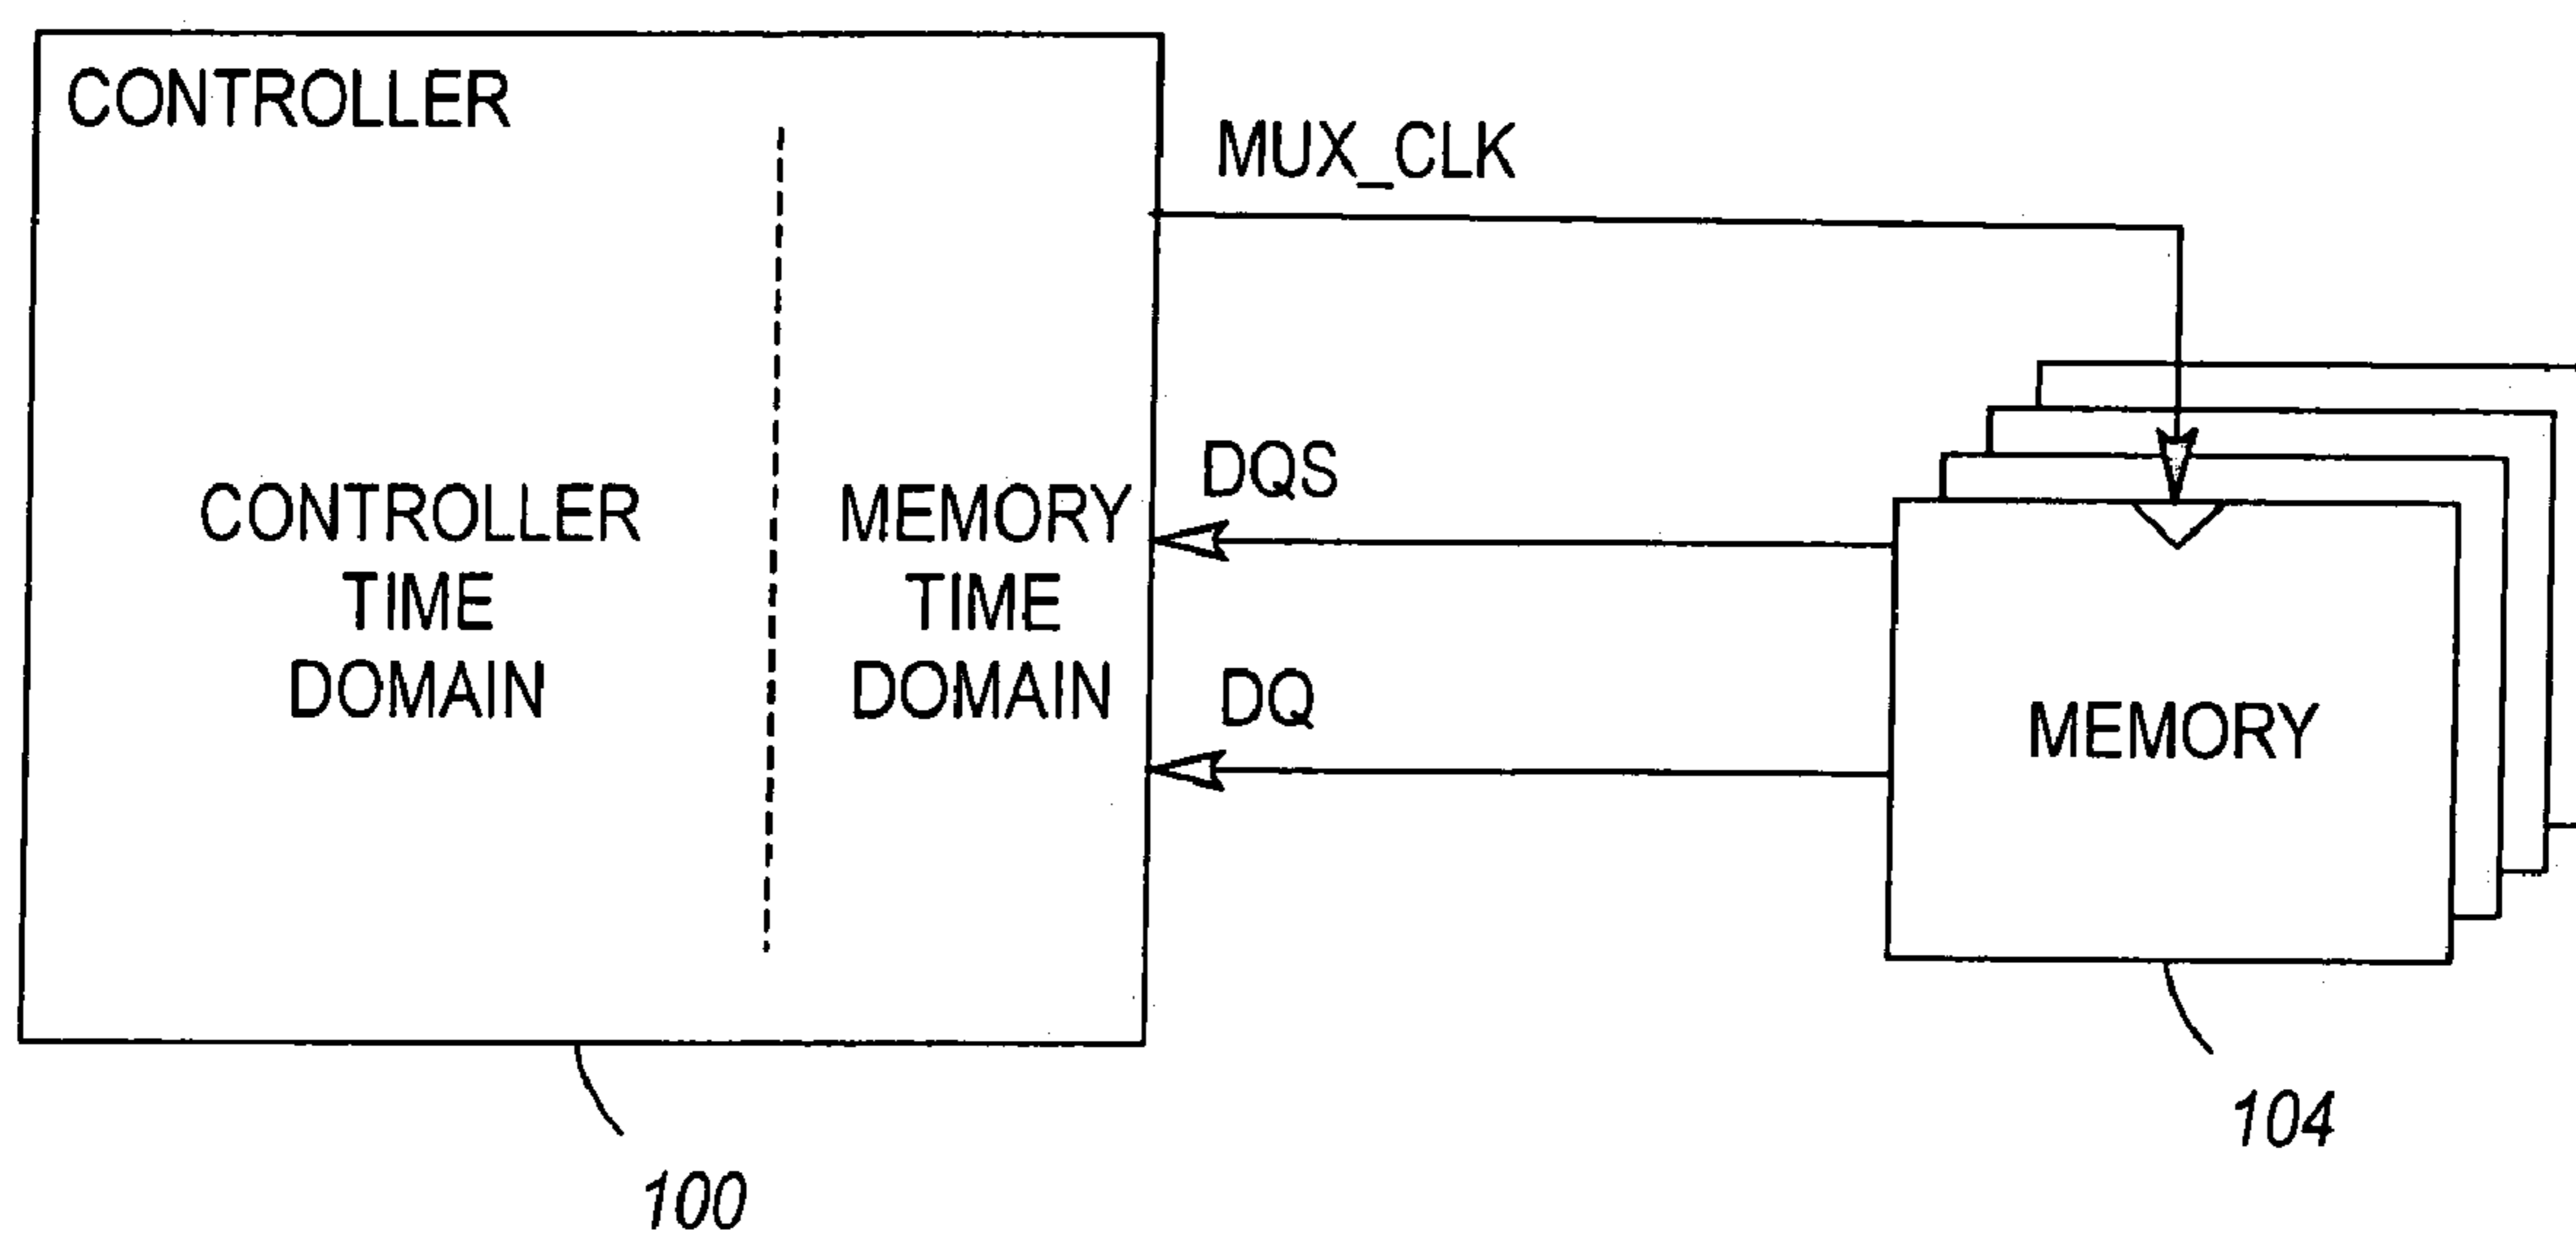 CONTROLLER
MUX_CLK
CONTROLLER
TIME
DOMAIN
MEMORY
TIME
DOMAIN
DQS
DQ
MEMORY
104
100